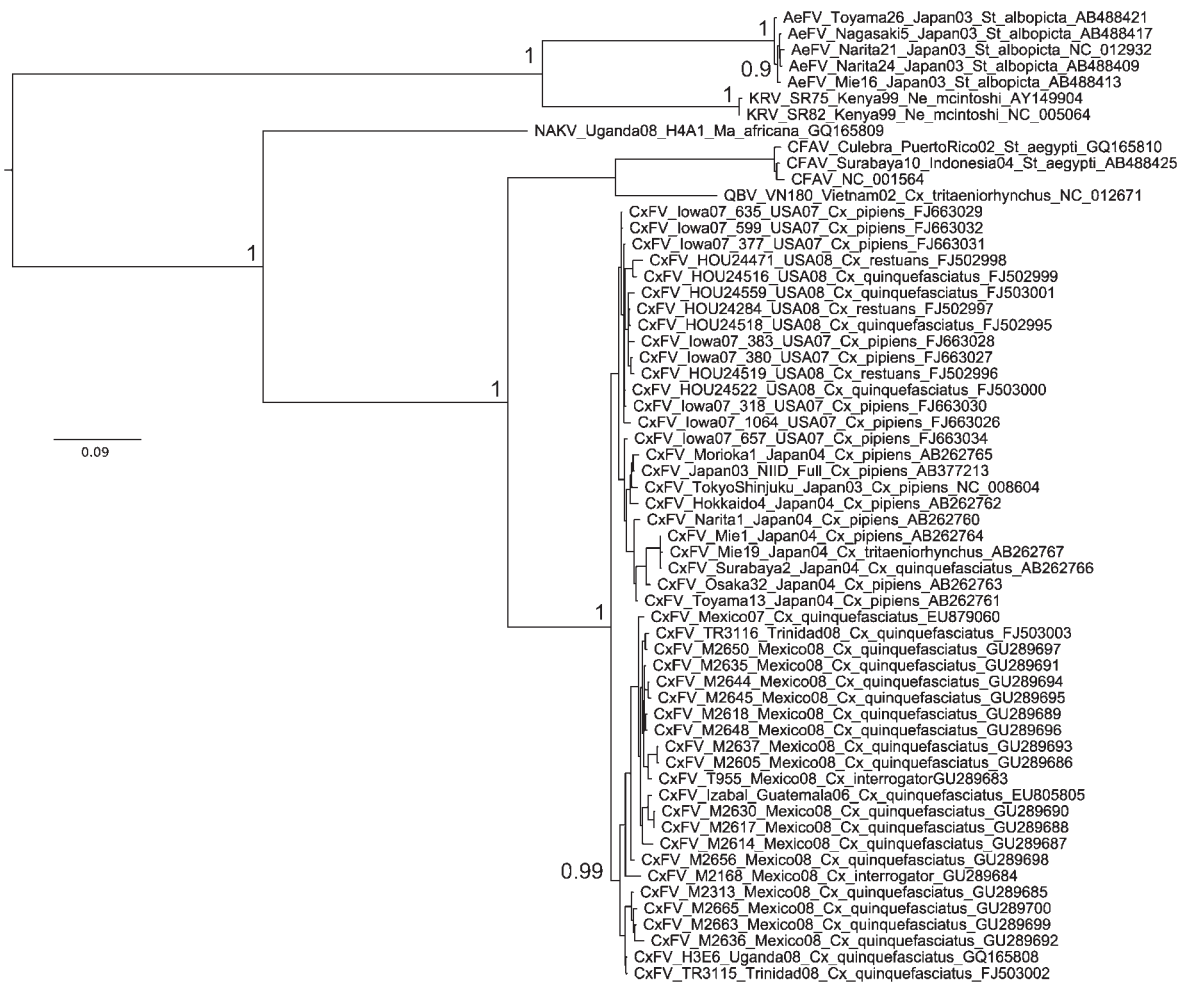 AeFV_Toyama26_Japan03_St_albopicta_AB488421
1
AeFV_Nagasaki5_Japan03_St_albopicta_AB488417
1
AeFV_Narita21_Japan03_St_albopicta_NC_012932
0.9
AeFV_Narita24_Japan03_St_albopicta_AB488409
AeFV_Mie16_Japan03_St_albopicta_AB488413
1
KRV_SR75_Kenya99_Ne_mcintoshi_AY149904
KRV_SR82_Kenya99_Ne_mcintoshi_NC_005064
NAKV_Uganda08_H4A1_Ma_africana_GQ165809
CFAV_Culebra_PuertoRico02_St_aegypti_GQ165810
CFAV_Surabaya10_Indonesia04_St_aegypti_AB488425
CFAV_NC_001564
QBV_VN180_Vietnam02_Cx_tritaeniorhynchus_NC_012671
CxFV_Iowa07_635_USA07_Cx_pipiens_FJ663029
CxFV_Iowa07_599_USA07_Cx_pipiens_FJ663032
CxFV_Iowa07_377_USA07_Cx_pipiens_FJ663031
1
CxFV_HOU24471_USA08_Cx_restuans_FJ502998
CxFV_HOU24516_USA08_Cx_quinquefasciatus_FJ502999
CxFV_HOU24559_USA08_Cx_quinquefasciatus_FJ503001
CxFV_HOU24284_USA08_Cx_restuans_FJ502997
CxFV_HOU24518_USA08_Cx_quinquefasciatus_FJ502995
CxFV_Iowa07_383_USA07_Cx_pipiens_FJ663028
CxFV_Iowa07_380_USA07_Cx_pipiens_FJ663027
CxFV_HOU24519_USA08_Cx_restuans_FJ502996
1
CxFV_HOU24522_USA08_Cx_quinquefasciatus_FJ503000
CxFV_Iowa07_318_USA07_Cx_pipiens_FJ663030
CxFV_Iowa07_1064_USA07_Cx_pipiens_FJ663026
CxFV_Iowa07_657_USA07_Cx_pipiens_FJ663034
0.09
CxFV_Morioka1_Japan04_Cx_pipiens_AB262765
CxFV_Japan03_NIID_Full_Cx_pipiens_AB377213
CxFV_TokyoShinjuku_Japan03_Cx_pipiens_NC_008604
CxFV_Hokkaido4_Japan04_Cx_pipiens_AB262762
CxFV_Narita1_Japan04_Cx_pipiens_AB262760
CxFV_Mie1_Japan04_Cx_pipiens_AB262764
CxFV_Mie19_Japan04_Cx_tritaeniorhynchus_AB262767
CxFV_Surabaya2_Japan04_Cx_quinquefasciatus_AB262766
CxFV_Osaka32_Japan04_Cx_pipiens_AB262763
CxFV_Toyama13_Japan04_Cx_pipiens_AB262761
1
CxFV_Mexico07_Cx_quinquefasciatus_EU879060
CxFV_TR3116_Trinidad08_Cx_quinquefasciatus_FJ503003
CxFV_M2650_Mexico08_Cx_quinquefasciatus_GU289697
CxFV_M2635_Mexico08_Cx_quinquefasciatus_GU289691
CxFV_M2644_Mexico08_Cx_quinquefasciatus_GU289694
CxFV_M2645_Mexico08_Cx_quinquefasciatus_GU289695
CxFV_M2618_Mexico08_Cx_quinquefasciatus_GU289689
CxFV_M2648_Mexico08_Cx_quinquefasciatus_GU289696
CxFV_M2637_Mexico08_Cx_quinquefasciatus_GU289693
CxFV_M2605_Mexico08_Cx_quinquefasciatus_GU289686
CxFV_T955_Mexico08_Cx_interrogatorGU289683
CxFV_Izabal_Guatemala06_Cx_quinquefasciatus_EU805805
CxFV_M2630_Mexico08_Cx_quinquefasciatus_GU289690
CxFV_M2617_Mexico08_Cx_quinquefasciatus_GU289688
CxFV_M2614_Mexico08_Cx_quinquefasciatus_GU289687
CxFV_M2656_Mexico08_Cx_quinquefasciatus_GU289698
0.99
CxFV_M2168_Mexico08_Cx_interrogator_GU289684
CxFV_M2313_Mexico08_Cx_quinquefasciatus_GU289685
CxFV_M2665_Mexico08_Cx_quinquefasciatus_GU289700
CxFV_M2663_Mexico08_Cx_quinquefasciatus_GU289699
CxFV_M2636_Mexico08_Cx_quinquefasciatus_GU289692
CxFV_H3E6_Uganda08_Cx_quinquefasciatus_GQ165808
CxFV_TR3115_Trinidad08_Cx_quinquefasciatus_FJ503002